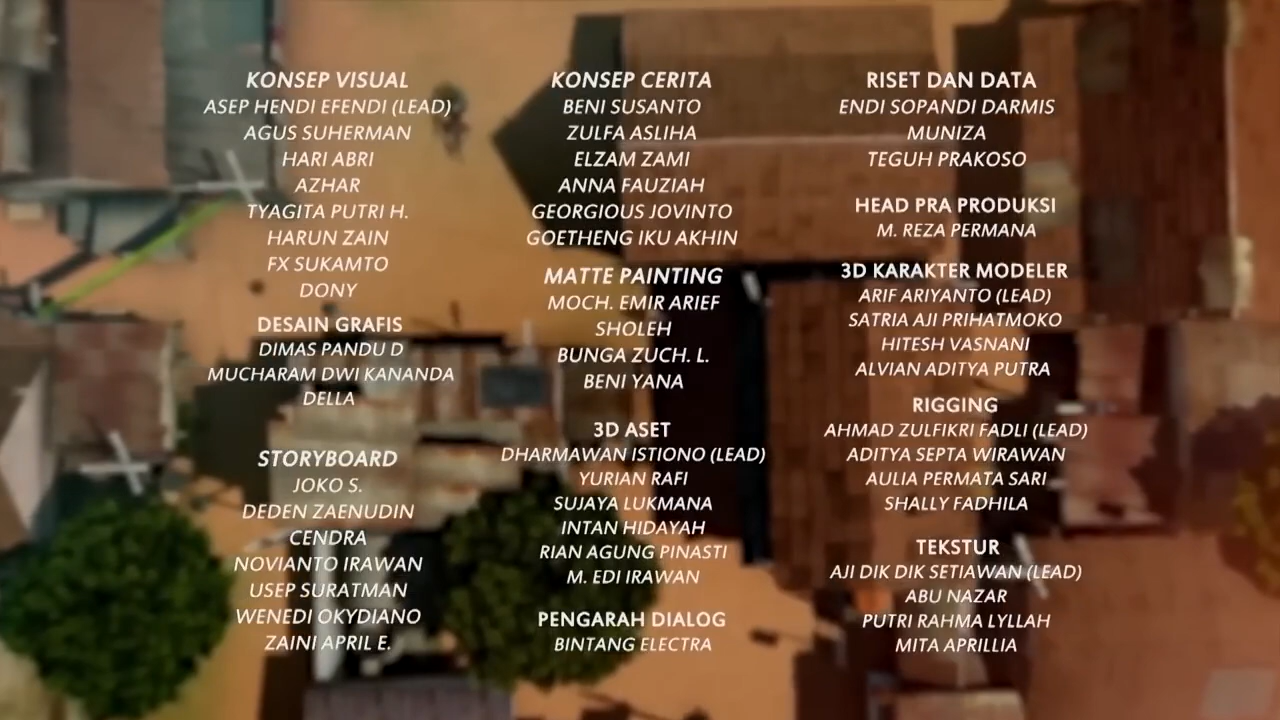 KONSEP VISUAL
ASEP HENDI EFENDI (LEAD)
AGUS SUHERMAN
HARI ABRI
AZHAR
TYAGITA PUTRI H.
HARUN ZAIN
FX SUKAMTO
DONY
DESAIN GRAFIS
DIMAS PANDU D
MUCHARAM DWI KANANDA
DELLA
STORYBOARD
JOKO S.
DEDEN ZAENUDIN
CENDRA
NOVIANTO IRAWAN
USEP SURATMAN
WENEDI OKYDIANO
ZAINI APRIL E.
KONSEP CERITA
BENI SUSANTO
ZULFA ASLIHA
ELZAM ZAMI
ANNA FAUZIAH
GEORGIOUS JOVINTO
GOETHENG IKU AKHIN
MATTE PAINTING
MOCH. EMIR ARIEF
SHOLEH
BUNGA ZUCH. L.
BENI YANA
3D ASET
DHARMAWAN ISTIONO (LEAD)
YURIAN RAFI
SUJAYA LUKMANA
INTAN HIDAYAH
RIAN AGUNG PINASTI
M. EDI IRAWAN
PENGARAH DIALOG
BINTANG ELECTRA
RISET DAN DATA
ENDI SOPANDI DARMIS
MUNIZA
TEGUH PRAKOSO
HEAD PRA PRODUKSI
M. REZA PERMANA
3D KARAKTER MODELER
ARIF ARIYANTO (LEAD)
SATRIA AJI PRIHATMOKO
HITESH VASNANI
ALVIAN ADITYA PUTRA
RIGGING
AHMAD ZULFIKRI FADLI (LEAD)
ADITYA SEPTA WIRAWAN
AULIA PERMATA SARI
SHALLY FADHILA
TEKSTUR
AJI DIK DIK SETIAWAN (LEAD)
ABU NAZAR
PUTRI RAHMA LYLLAH
MITA APRILLIA